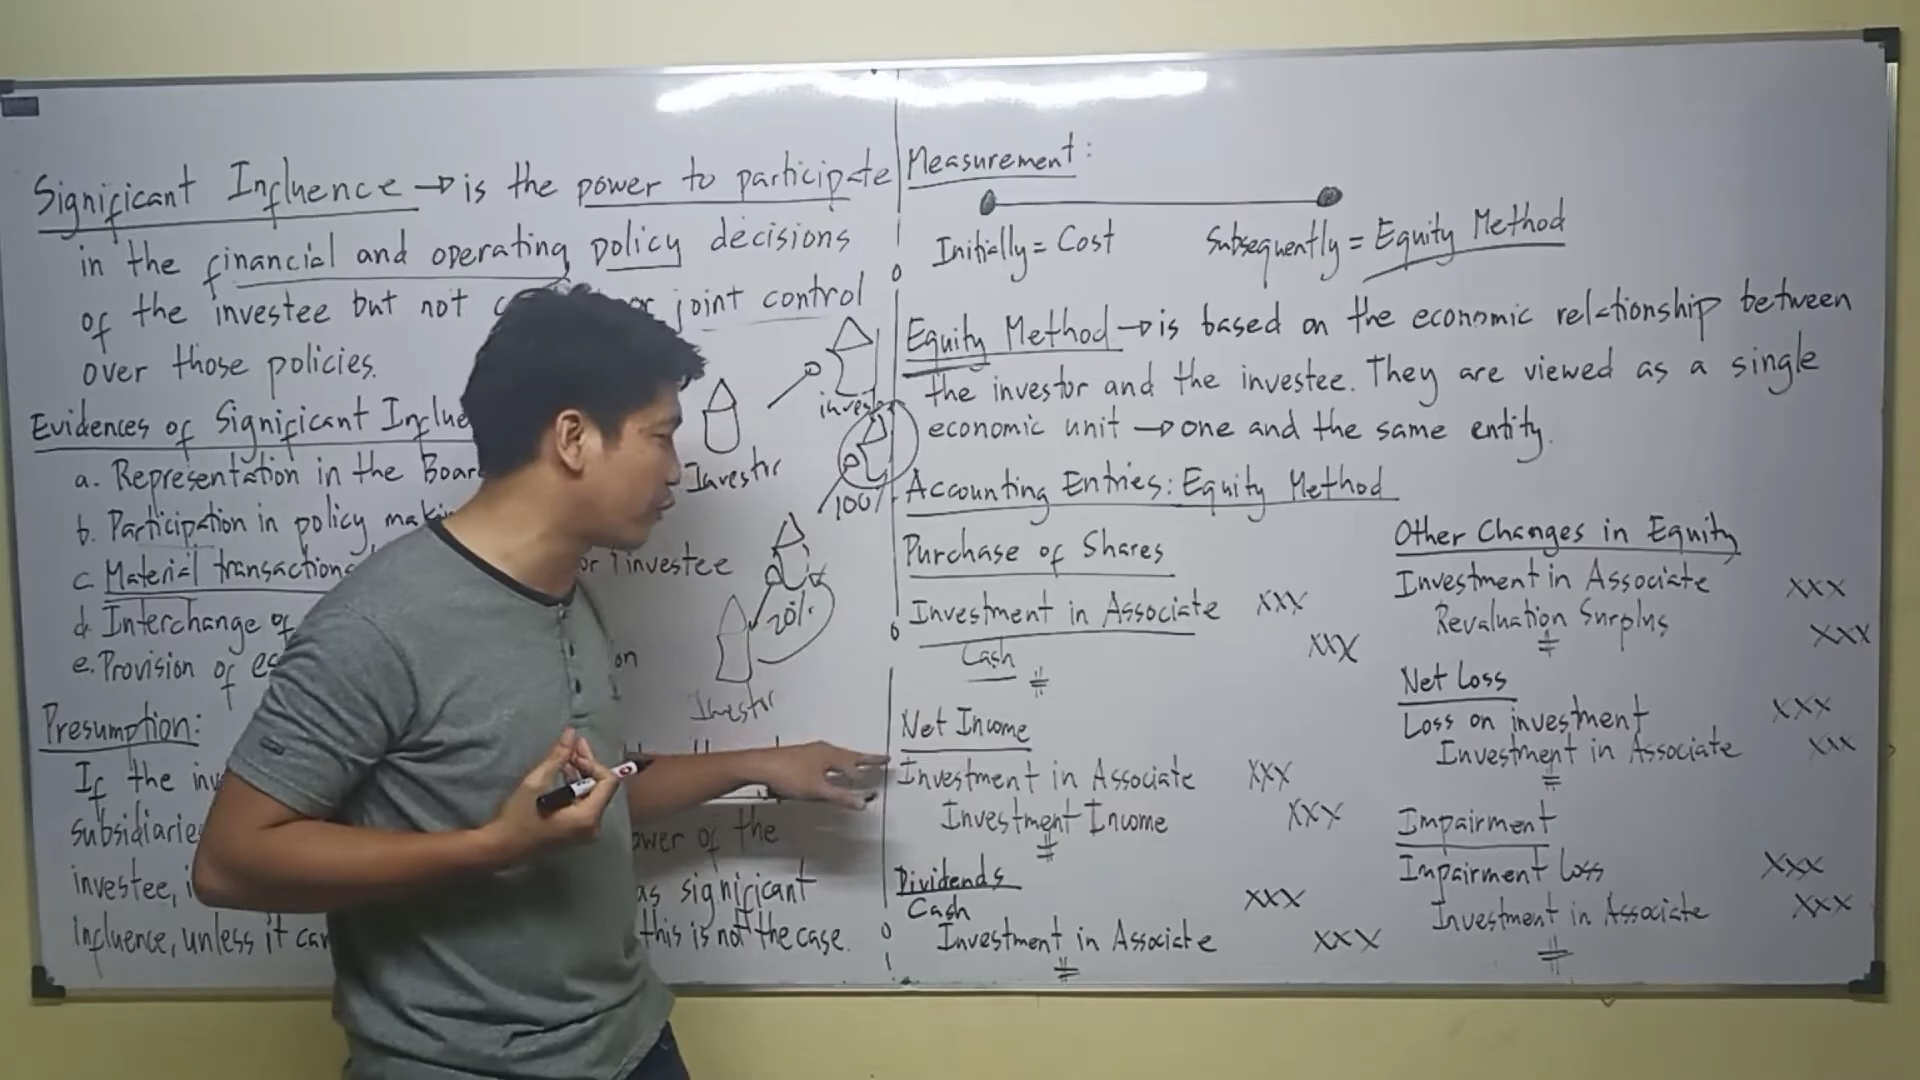 Significant Influence → is the power to participate
in the financial and operating policy decisions
of the investee but not joint control
over those policies.
Evidences of Significant Influe
a. Representation in the Boar
b. Participation in policy maki
c. Material transactions or investee
d. Interchange of
e. Provision of es on
Presumption:
If the inv
subsidiaries ower of the
investee, i as significant
influence, unless it can this is not the case.
invest
Investor
100%
20%
Investor
Measurement:
Initially = Cost
Subsequently = Equity Method
Equity Method → is based on the economic relationship between
the investor and the investee. They are viewed as a single
economic unit → one and the same entity.
Accounting Entries: Equity Method
Purchase of Shares
Investment in Associate XXX
Cash XXX
Net Income
Investment in Associate XXX
Investment Income XXX
Dividends
Cash XXX
Investment in Associate XXX
Other Changes in Equity
Investment in Associate XXX
Revaluation Surplus XXX
Net Loss
Loss on investment XXX
Investment in Associate XXX
Impairment
Impairment Loss XXX
Investment in Associate XXX